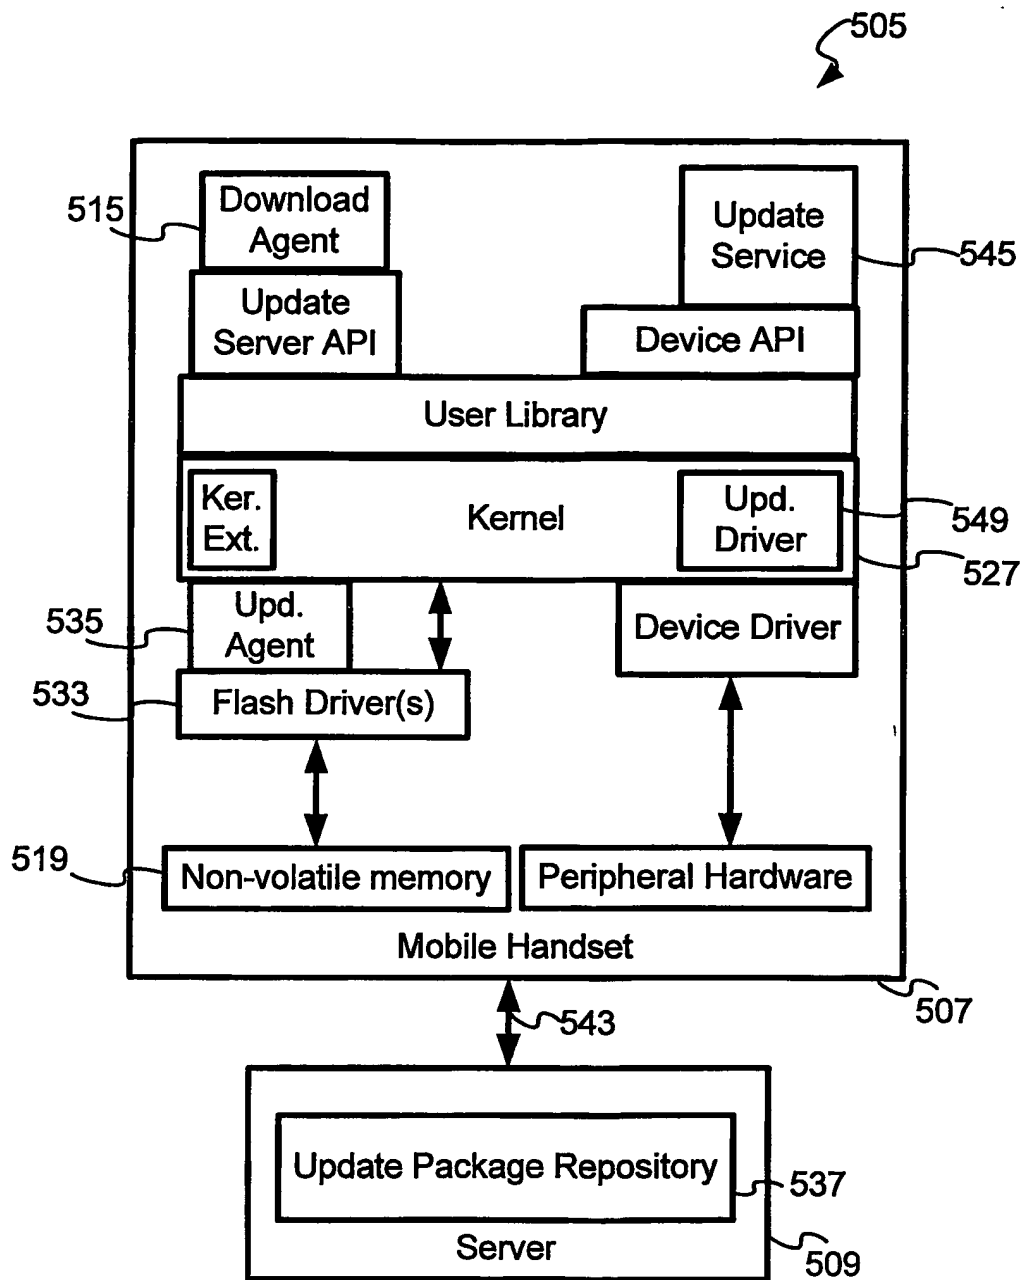 505
Download
Agent
515
Update
Service
545
Update
Server API
Device API
User Library
Ker.
Ext.
Kernel
Upd.
Driver
549
527
Upd.
Agent
535
Device Driver
533
Flash Driver(s)
519
Non-volatile memory
Peripheral Hardware
Mobile Handset
507
543
Update Package Repository
537
Server
509